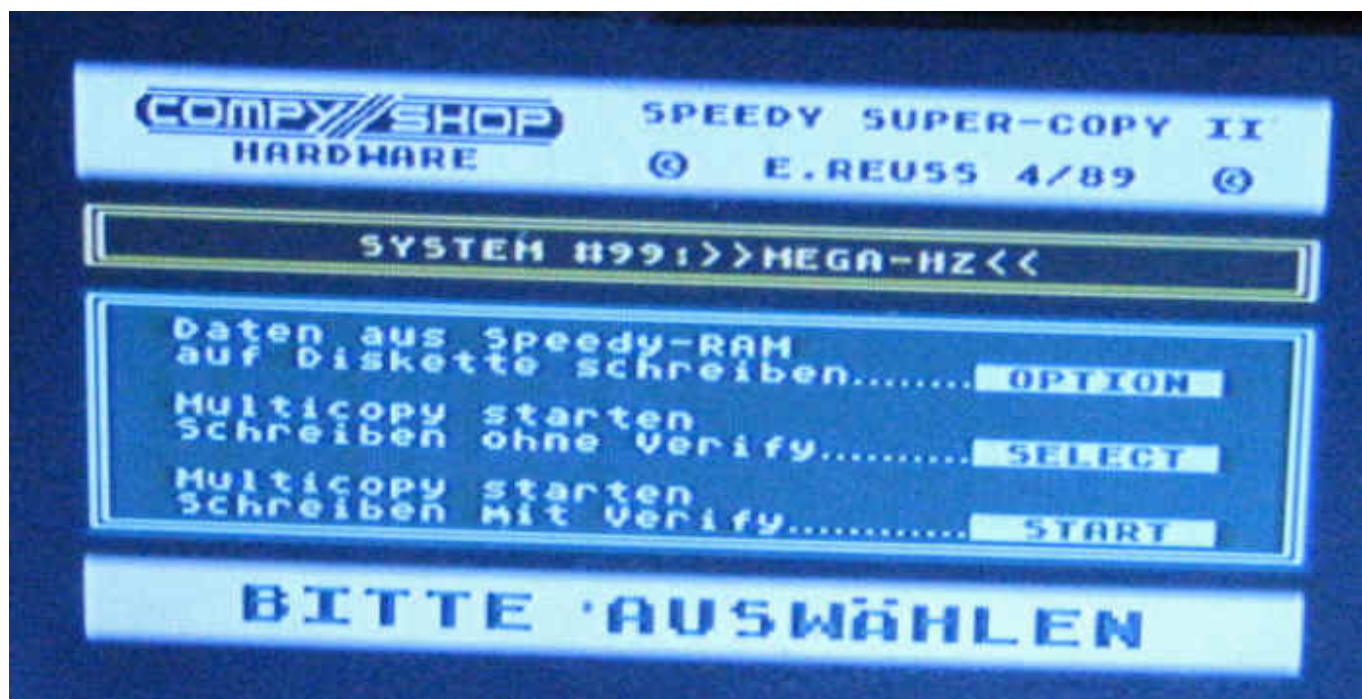 COMPY//SHOP
HARDWARE
SPEEDY SUPER-COPY II
© E.REUSS 4/89 ©
SYSTEM #99:>>MEGA-HZ<<
Daten aus Speedy-RAM
auf Diskette schreiben........ OPTION
Multicopy starten
Schreiben ohne Verify.......... SELECT
Multicopy starten
Schreiben mit Verify............ START
BITTE AUSWÄHLEN